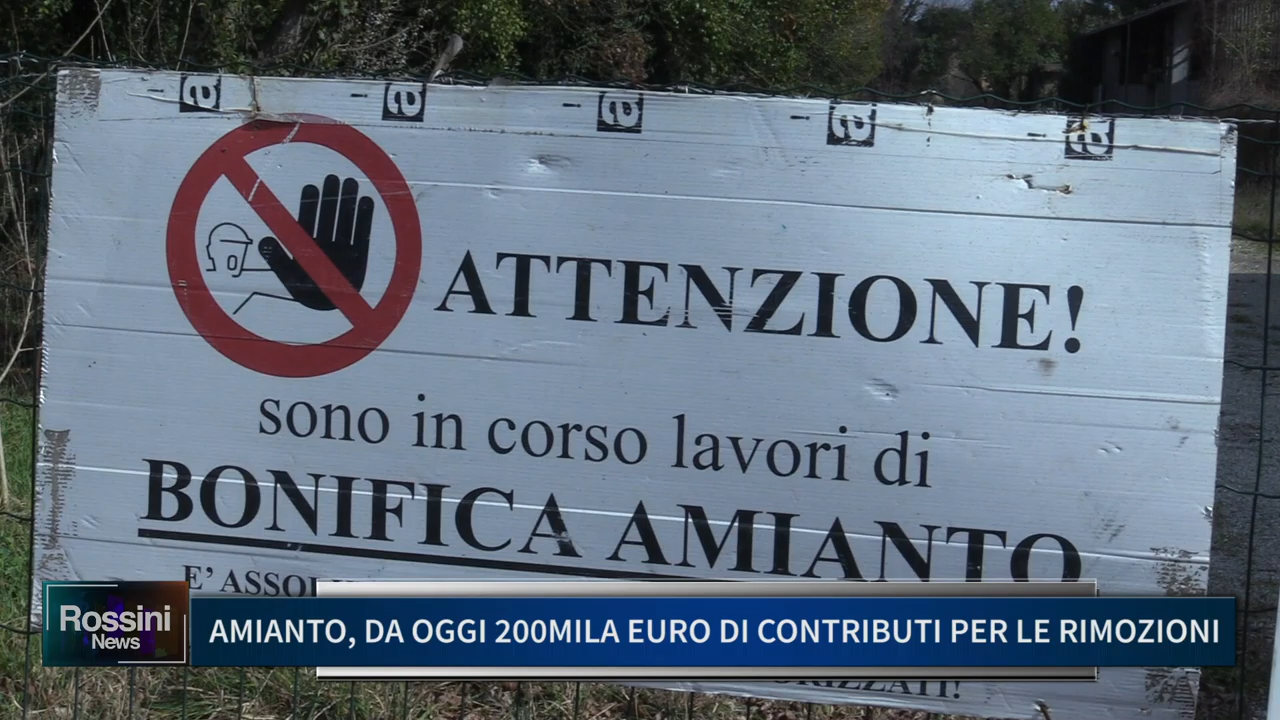 ATTENZIONE!
sono in corso lavori di
BONIFICA AMIANTO
E'
Rossini
News
AMIANTO, DA OGGI 200MILA EURO DI CONTRIBUTI PER LE RIMOZIONI